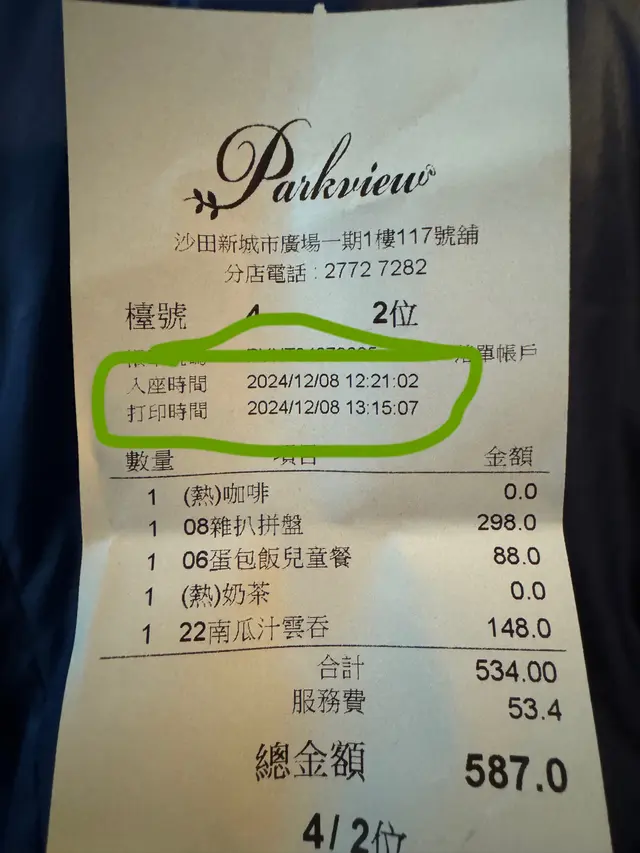 Parkview
沙田新城市廣場一期1樓117號舖
分店電話 : 2772 7282
檯號 4 2位
單帳戶
入座時間 2024/12/08 12:21:02
打印時間 2024/12/08 13:15:07
數量 項目 金額
1 (熱)咖啡 0.0
1 08雜扒拼盤 298.0
1 06蛋包飯兒童餐 88.0
1 (熱)奶茶 0.0
1 22南瓜汁雲吞 148.0
合計 534.00
服務費 53.4
總金額 587.0
4/ 2位